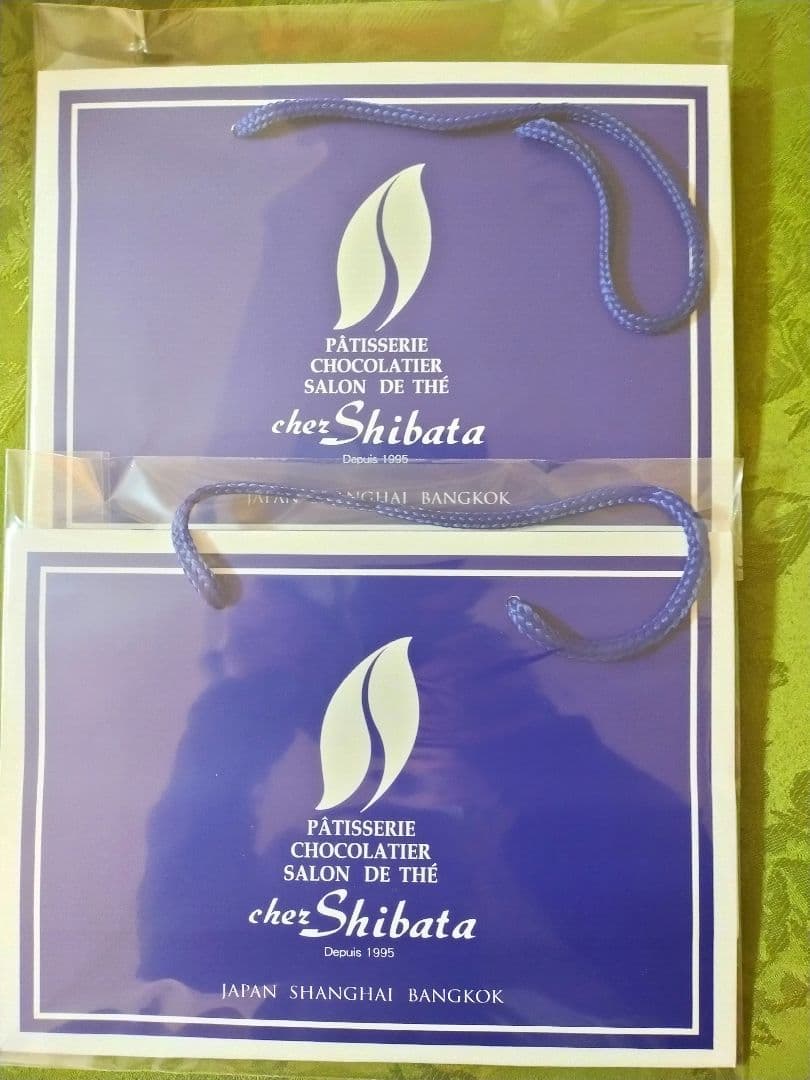 PÂTISSERIE
CHOCOLATIER
SALON DE THÉ
chez Shibata
Depuis 1995
JAPAN SHANGHAI BANGKOK
PÂTISSERIE
CHOCOLATIER
SALON DE THÉ
chez Shibata
Depuis 1995
JAPAN SHANGHAI BANGKOK